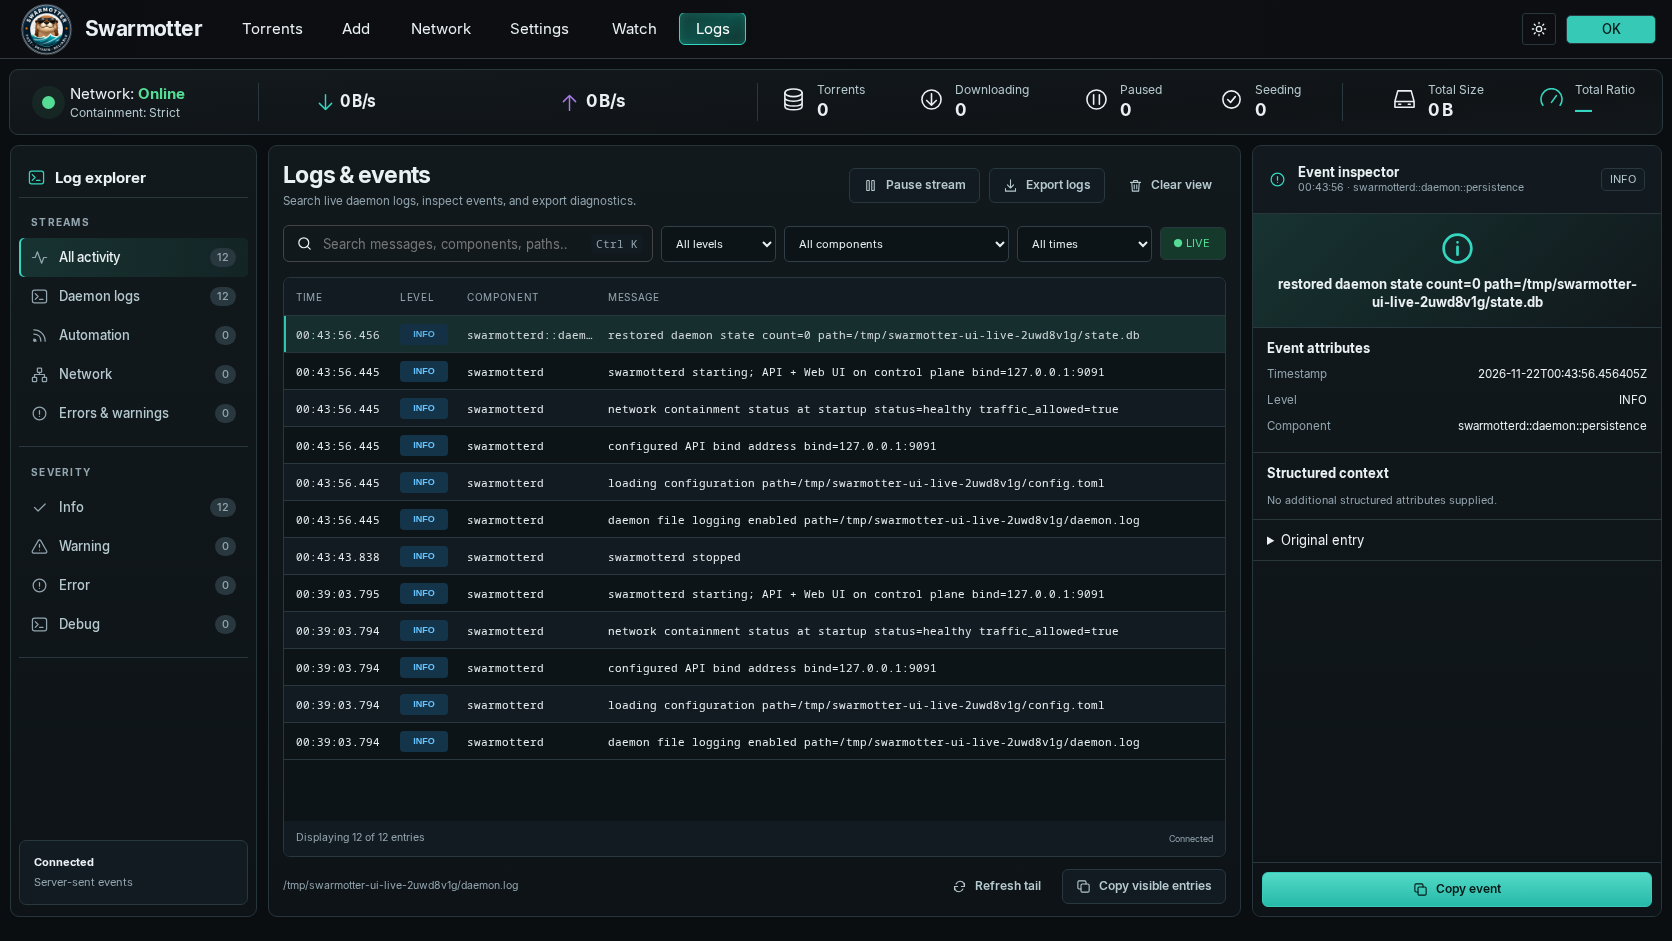 Swarmotter
Torrents
Add
Network
Settings
Watch
Logs
OK
Network: Online
Containment: Strict
0 B/s
0 B/s
Torrents
0
Downloading
0
Paused
0
Seeding
0
Total Size
0 B
Total Ratio
—
Log explorer
STREAMS
All activity 12
Daemon logs 12
Automation 0
Network 0
Errors & warnings 0
SEVERITY
Info 12
Warning 0
Error 0
Debug 0
Connected
Server-sent events
Logs & events
Search live daemon logs, inspect events, and export diagnostics.
Pause stream
Export logs
Clear view
Search messages, components, paths.. Ctrl K
All levels
All components
All times
LIVE
TIME LEVEL COMPONENT MESSAGE
00:43:56.456 INFO swarmotterd::daem… restored daemon state count=0 path=/tmp/swarmotter-ui-live-2uwd8v1g/state.db
00:43:56.445 INFO swarmotterd swarmotterd starting; API + Web UI on control plane bind=127.0.0.1:9091
00:43:56.445 INFO swarmotterd network containment status at startup status=healthy traffic_allowed=true
00:43:56.445 INFO swarmotterd configured API bind address bind=127.0.0.1:9091
00:43:56.445 INFO swarmotterd loading configuration path=/tmp/swarmotter-ui-live-2uwd8v1g/config.toml
00:43:56.445 INFO swarmotterd daemon file logging enabled path=/tmp/swarmotter-ui-live-2uwd8v1g/daemon.log
00:43:43.838 INFO swarmotterd swarmotterd stopped
00:39:03.795 INFO swarmotterd swarmotterd starting; API + Web UI on control plane bind=127.0.0.1:9091
00:39:03.794 INFO swarmotterd network containment status at startup status=healthy traffic_allowed=true
00:39:03.794 INFO swarmotterd configured API bind address bind=127.0.0.1:9091
00:39:03.794 INFO swarmotterd loading configuration path=/tmp/swarmotter-ui-live-2uwd8v1g/config.toml
00:39:03.794 INFO swarmotterd daemon file logging enabled path=/tmp/swarmotter-ui-live-2uwd8v1g/daemon.log
Displaying 12 of 12 entries
Connected
/tmp/swarmotter-ui-live-2uwd8v1g/daemon.log
Refresh tail
Copy visible entries
Event inspector
00:43:56 · swarmotterd::daemon::persistence
INFO
restored daemon state count=0 path=/tmp/swarmotter-
ui-live-2uwd8v1g/state.db
Event attributes
Timestamp 2026-11-22T00:43:56.456405Z
Level INFO
Component swarmotterd::daemon::persistence
Structured context
No additional structured attributes supplied.
Original entry
Copy event